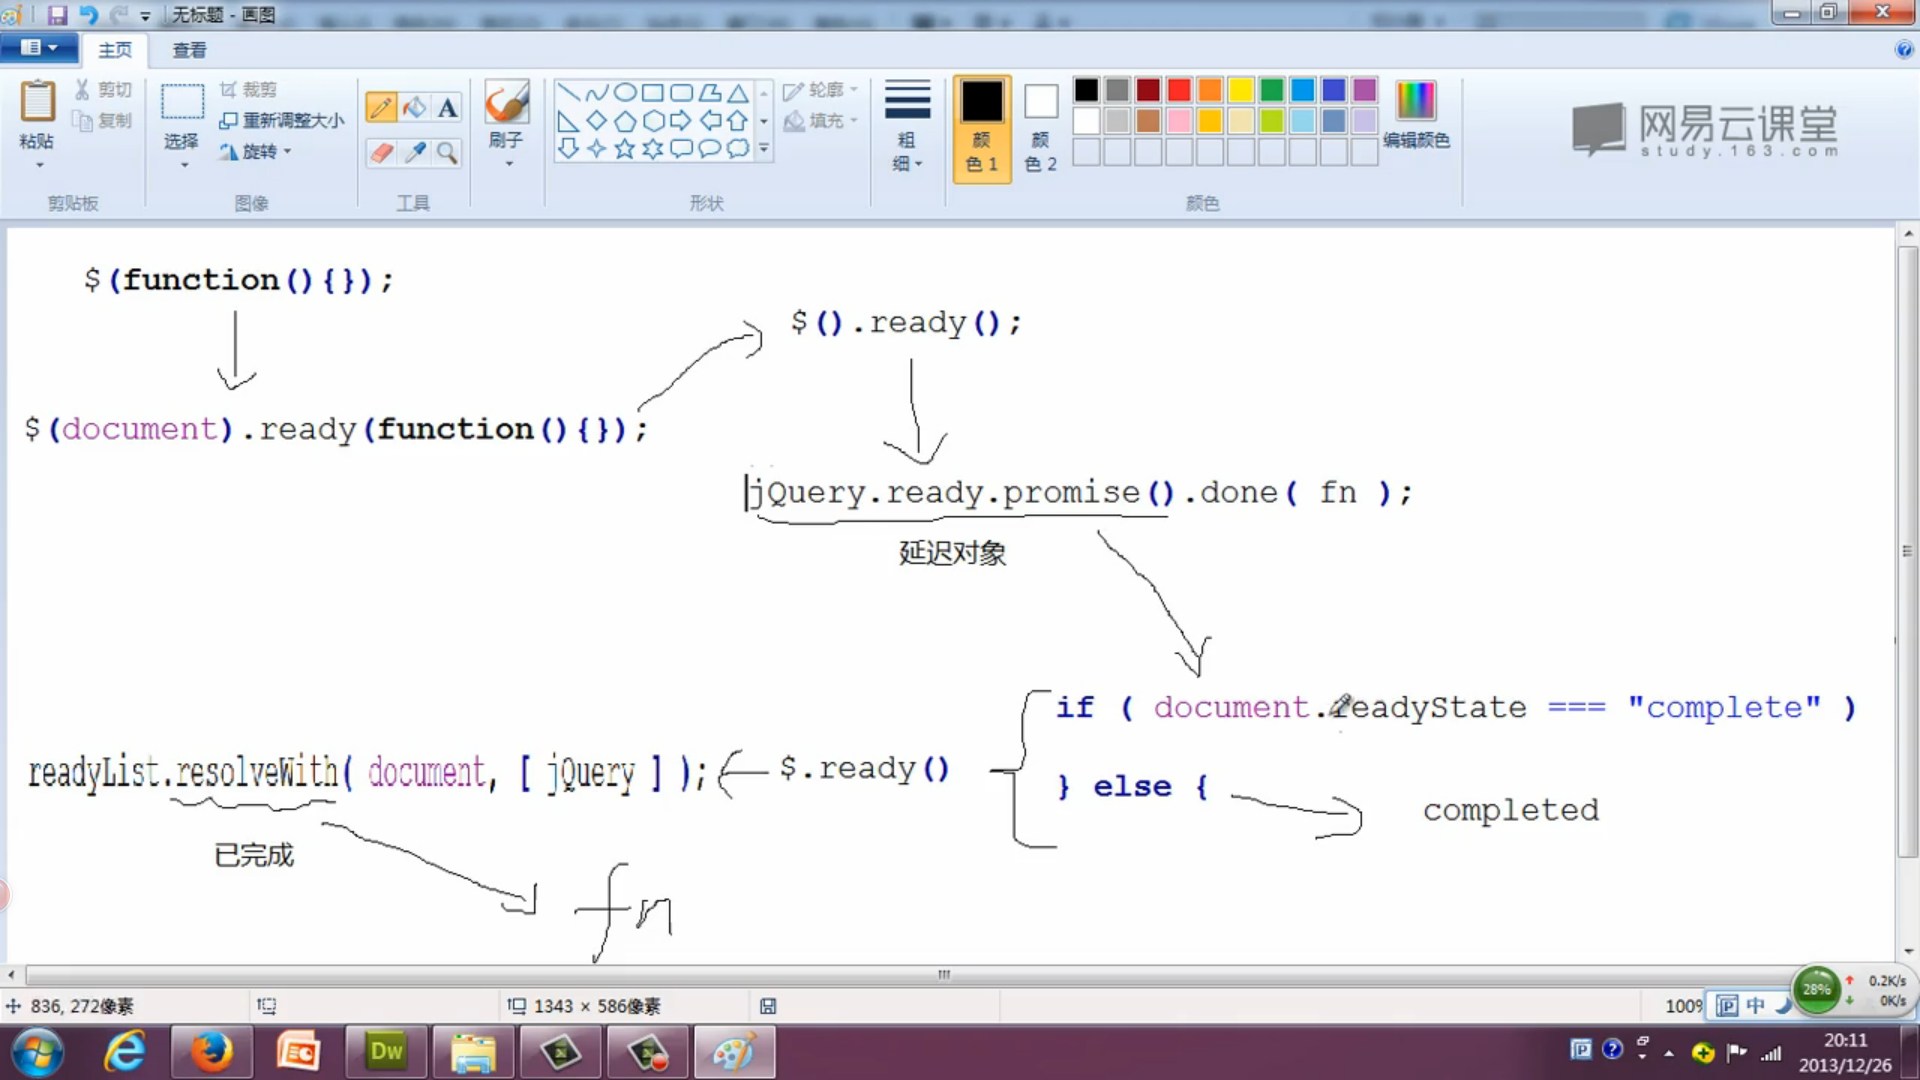 无标题 - 画图
主页
查看
粘贴
剪切
复制
剪贴板
选择
裁剪
重新调整大小
旋转
图像
A
工具
刷子
形状
轮廓
填充
粗
细
颜
色 1
颜
色 2
颜色
编辑颜色
网易云课堂
study.163.com
$(function(){});
$().ready();
$(document).ready(function(){});
jQuery.ready.promise().done( fn );
延迟对象
if ( document.readyState === "complete" )
readyList.resolveWith( document, [ jQuery ] );
$.ready()
} else {
completed
已完成
fn
836, 272像素
1343 × 586像素
100%
中
28%
0.2K/s
0K/s
Dw
20:11
2013/12/26